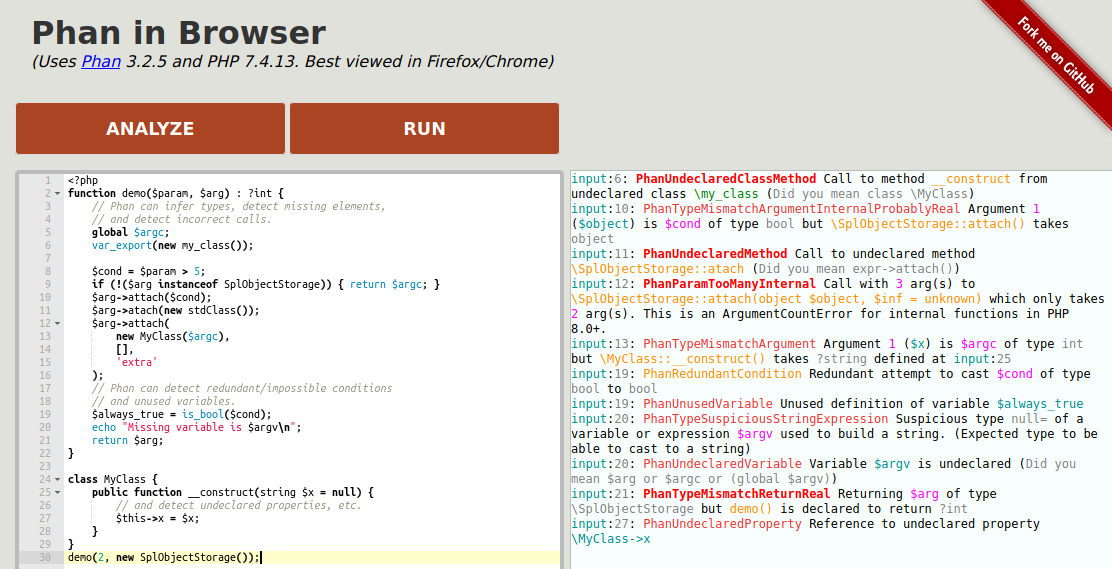 Phan in Browser
(Uses Phan 3.2.5 and PHP 7.4.13. Best viewed in Firefox/Chrome)
Fork me on GitHub
ANALYZE
RUN
1 <?php
2 function demo($param, $arg) : ?int {
3     // Phan can infer types, detect missing elements,
4     // and detect incorrect calls.
5     global $argc;
6     var_export(new my_class());
7
8     $cond = $param > 5;
9     if (!($arg instanceof SplObjectStorage)) { return $argc; }
10     $arg->attach($cond);
11     $arg->atach(new stdClass());
12     $arg->attach(
13         new MyClass($argc),
14         [],
15         'extra'
16     );
17     // Phan can detect redundant/impossible conditions
18     // and unused variables.
19     $always_true = is_bool($cond);
20     echo "Missing variable is $argv\n";
21     return $arg;
22 }
23
24 class MyClass {
25     public function __construct(string $x = null) {
26         // and detect undeclared properties, etc.
27         $this->x = $x;
28     }
29 }
30 demo(2, new SplObjectStorage());
input:6: PhanUndeclaredClassMethod Call to method __construct from
undeclared class \my_class (Did you mean class \MyClass)
input:10: PhanTypeMismatchArgumentInternalProbablyReal Argument 1
($object) is $cond of type bool but \SplObjectStorage::attach() takes
object
input:11: PhanUndeclaredMethod Call to undeclared method
\SplObjectStorage::atach (Did you mean expr->attach())
input:12: PhanParamTooManyInternal Call with 3 arg(s) to
\SplObjectStorage::attach(object $object, $inf = unknown) which only takes
2 arg(s). This is an ArgumentCountError for internal functions in PHP
8.0+.
input:13: PhanTypeMismatchArgument Argument 1 ($x) is $argc of type int
but \MyClass::__construct() takes ?string defined at input:25
input:19: PhanRedundantCondition Redundant attempt to cast $cond of type
bool to bool
input:19: PhanUnusedVariable Unused definition of variable $always_true
input:20: PhanTypeSuspiciousStringExpression Suspicious type null= of a
variable or expression $argv used to build a string. (Expected type to be
able to cast to a string)
input:20: PhanUndeclaredVariable Variable $argv is undeclared (Did you
mean $arg or $argc or (global $argv))
input:21: PhanTypeMismatchReturnReal Returning $arg of type
\SplObjectStorage but demo() is declared to return ?int
input:27: PhanUndeclaredProperty Reference to undeclared property
\MyClass->x